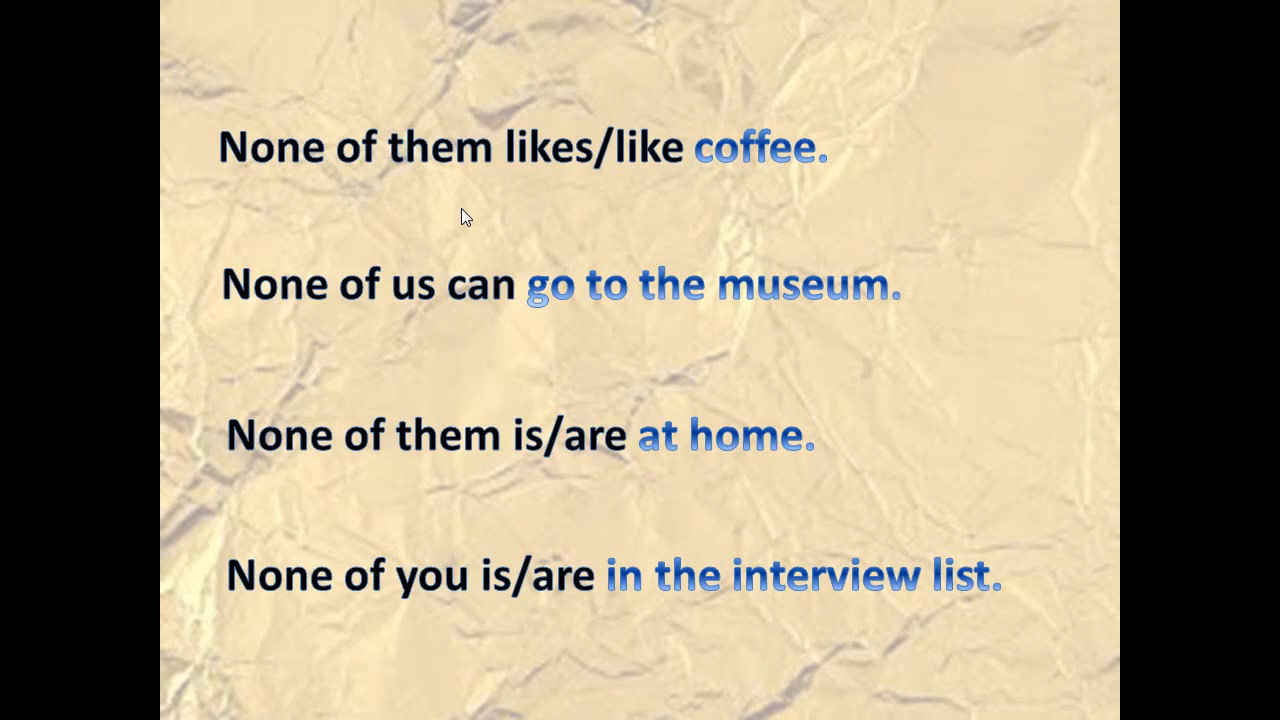 None of them likes/like coffee.
None of us can go to the museum.
None of them is/are at home.
None of you is/are in the interview list.